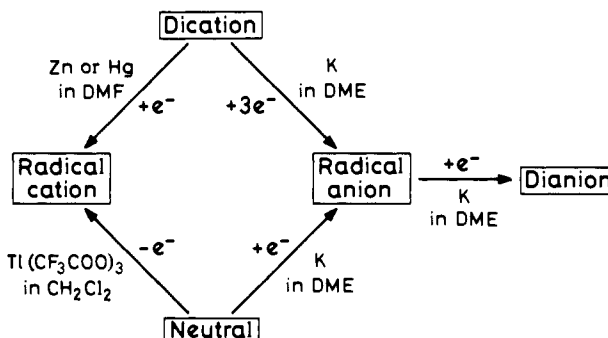 Dication
Zn or Hg
in DMF
+e⁻
K
in DME
+3e⁻
Radical
cation
Radical
anion
+e⁻
K
in DME
Dianion
Tl(CF₃COO)₃
in CH₂Cl₂
−e⁻
+e⁻
K
in DME
Neutral